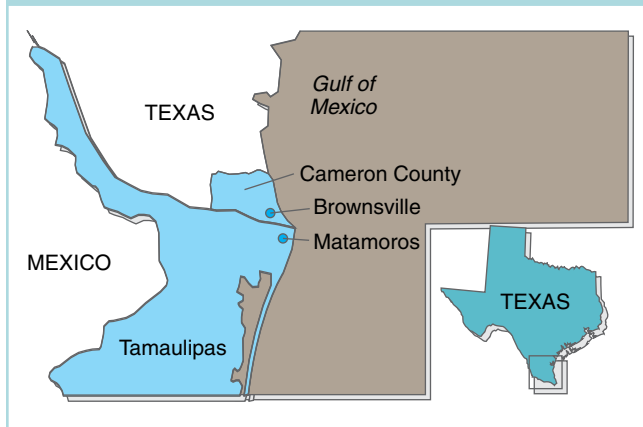 Gulf of
Mexico
TEXAS
Cameron County
Brownsville
Matamoros
MEXICO
TEXAS
Tamaulipas